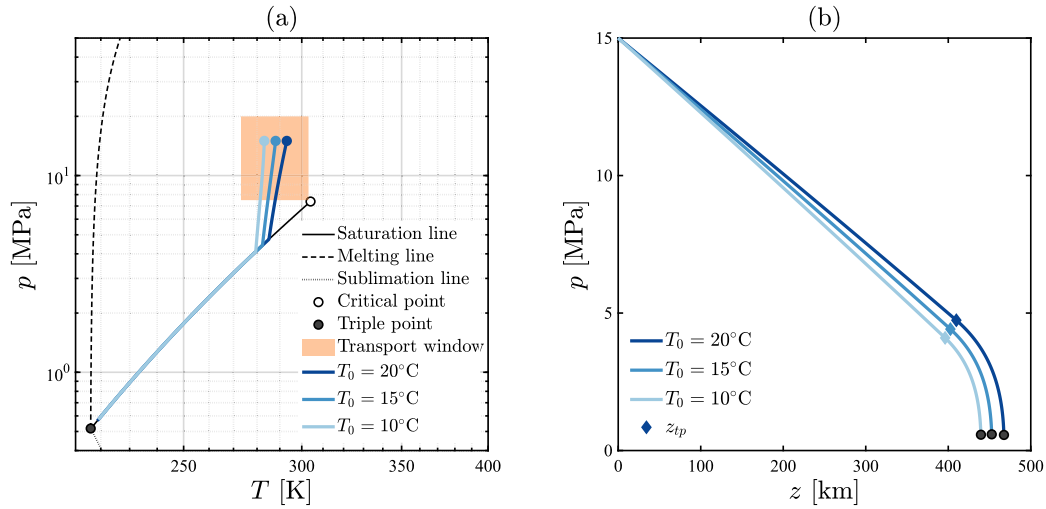 (a)
p [MPa]
10¹
10⁰
250
300
350
400
T [K]
Saturation line
Melting line
Sublimation line
Critical point
Triple point
Transport window
T₀ = 20°C
T₀ = 15°C
T₀ = 10°C
(b)
p [MPa]
15
10
5
0
0
100
200
300
400
500
z [km]
T₀ = 20°C
T₀ = 15°C
T₀ = 10°C
z_{tp}